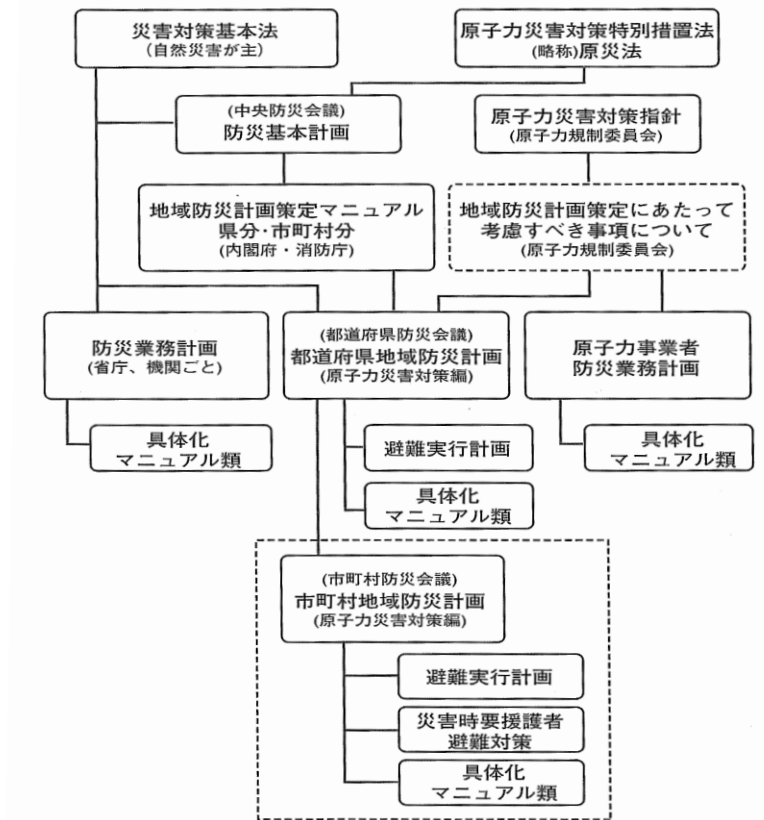 災害対策基本法
（自然災害が主）
原子力災害対策特別措置法
(略称)原災法
(中央防災会議)
防災基本計画
原子力災害対策指針
(原子力規制委員会)
地域防災計画策定マニュアル
県分・市町村分
(内閣府・消防庁)
地域防災計画策定にあたって
考慮すべき事項について
(原子力規制委員会)
防災業務計画
(省庁、機関ごと)
(都道府県防災会議)
都道府県地域防災計画
(原子力災害対策編)
原子力事業者
防災業務計画
具体化
マニュアル類
避難実行計画
具体化
マニュアル類
具体化
マニュアル類
(市町村防災会議)
市町村地域防災計画
(原子力災害対策編)
避難実行計画
災害時要援護者
避難対策
具体化
マニュアル類